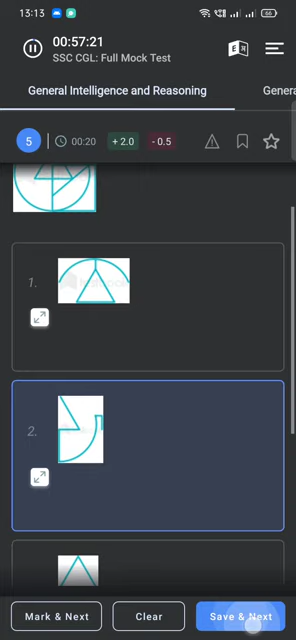 13:13
66
00:57:21
SSC CGL: Full Mock Test
General Intelligence and Reasoning
Genera
5
00:20
+ 2.0
- 0.5
1.
2.
Mark & Next
Clear
Save & Next